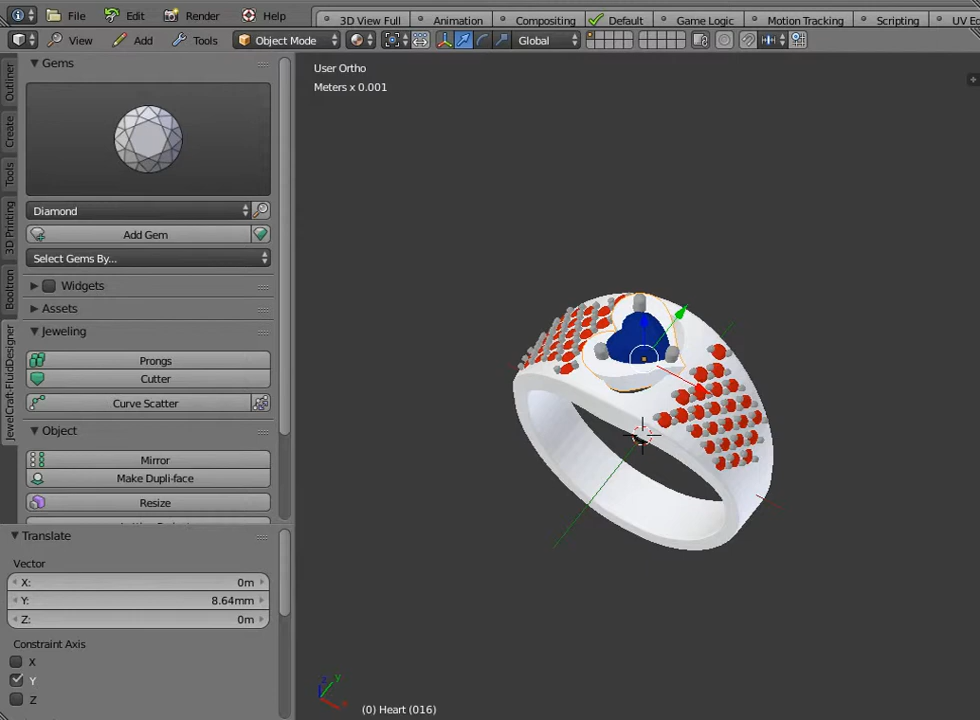 File Edit Render Help 3D View Full Animation Compositing Default Game Logic Motion Tracking Scripting UV Ed
View Add Tools Object Mode Global
Gems
User Ortho
Meters x 0.001
Outliner
Create
Tools
3D Printing
Booltron
JewelCraft-FluidDesigner
Diamond
Add Gem
Select Gems By...
Widgets
Assets
Jeweling
Prongs
Cutter
Curve Scatter
Object
Mirror
Make Dupli-face
Resize
Translate
Vector
X: 0m
Y: 8.64mm
Z: 0m
Constraint Axis
X
Y
Z
z y
x
(0) Heart (016)